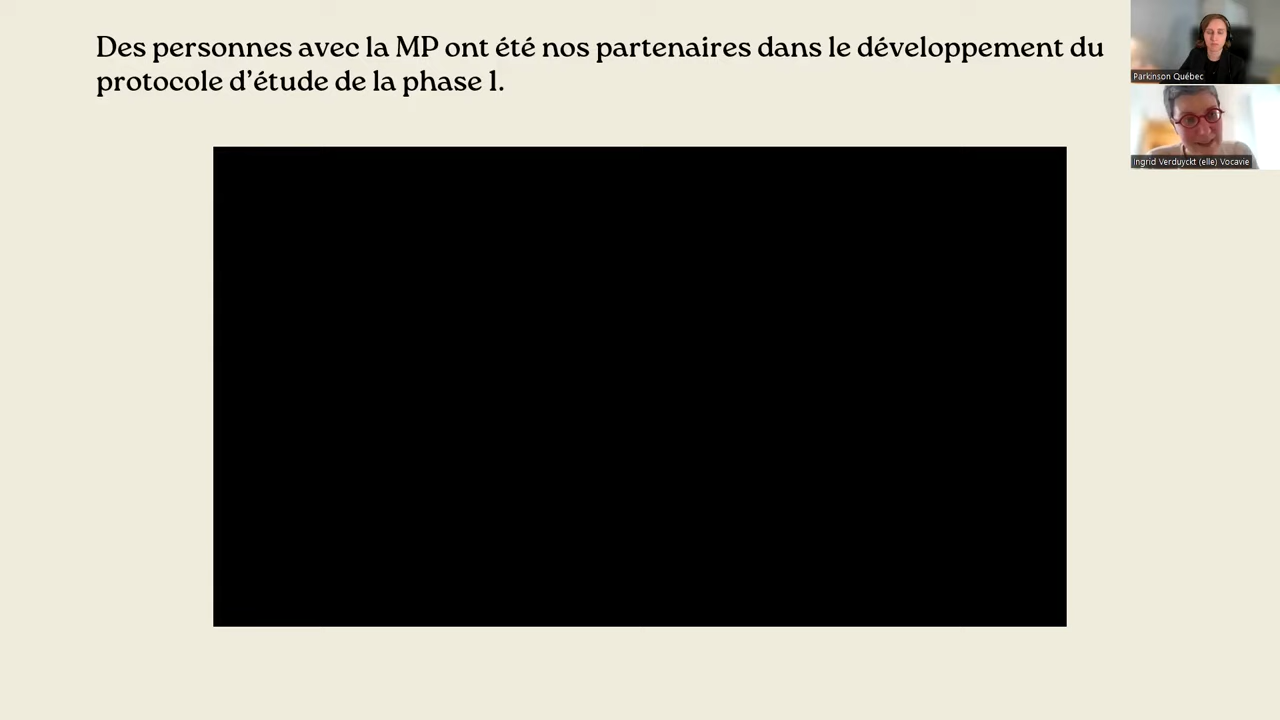 Des personnes avec la MP ont été nos partenaires dans le développement du
protocole d'étude de la phase 1.
Parkinson Québec
Ingrid Verduyckt (elle) Vocavie